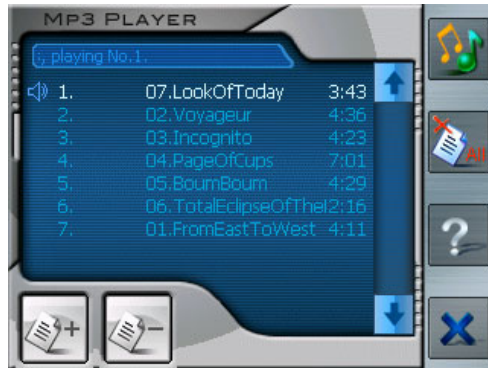 MP3 PLAYER
:, playing No.1.
1. 07.LookOfToday 3:43
2. 02.Voyageur 4:36
3. 03.Incognito 4:23
4. 04.PageOfCups 7:01
5. 05.BoumBoum 4:29
6. 06.TotalEclipseOfTheI2:16
7. 01.FromEastToWest 4:11
All
+
-
?